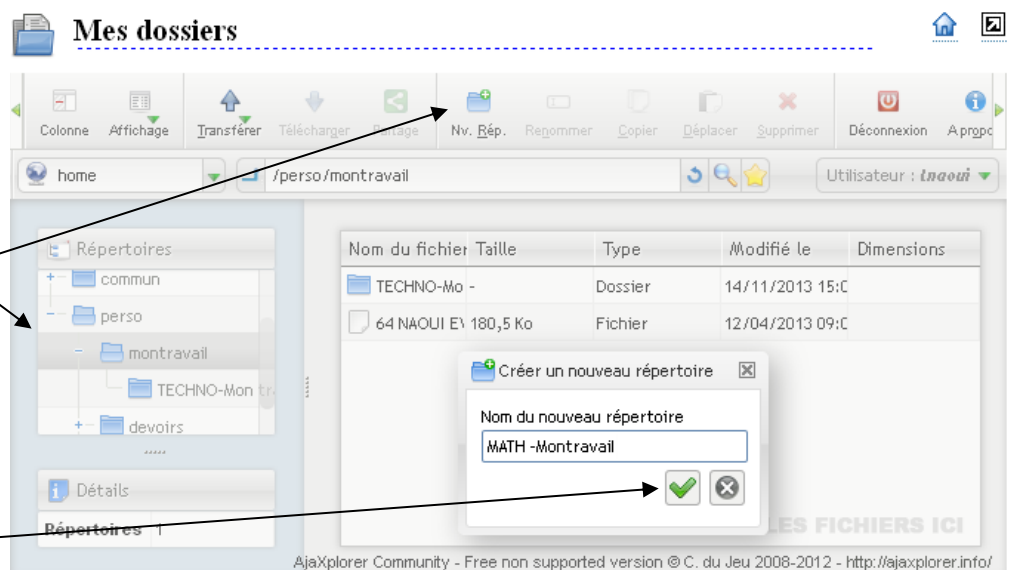 Mes dossiers
Colonne Affichage Transférer Télécharger Partage Nv. Rép. Renommer Copier Déplacer Supprimer Déconnexion A propo
home /perso/montravail Utilisateur : lnaoui
Répertoires
commun
perso
montravail
TECHNO-Mon tr
devoirs
Détails
Répertoires 1
Nom du fichier Taille Type Modifié le Dimensions
TECHNO-Mo - Dossier 14/11/2013 15:0
64 NAOUI EV 180,5 Ko Fichier 12/04/2013 09:0
Créer un nouveau répertoire
Nom du nouveau répertoire
MATH -Montravail
LES FICHIERS ICI
AjaXplorer Community - Free non supported version © C. du Jeu 2008-2012 - http://ajaxplorer.info/